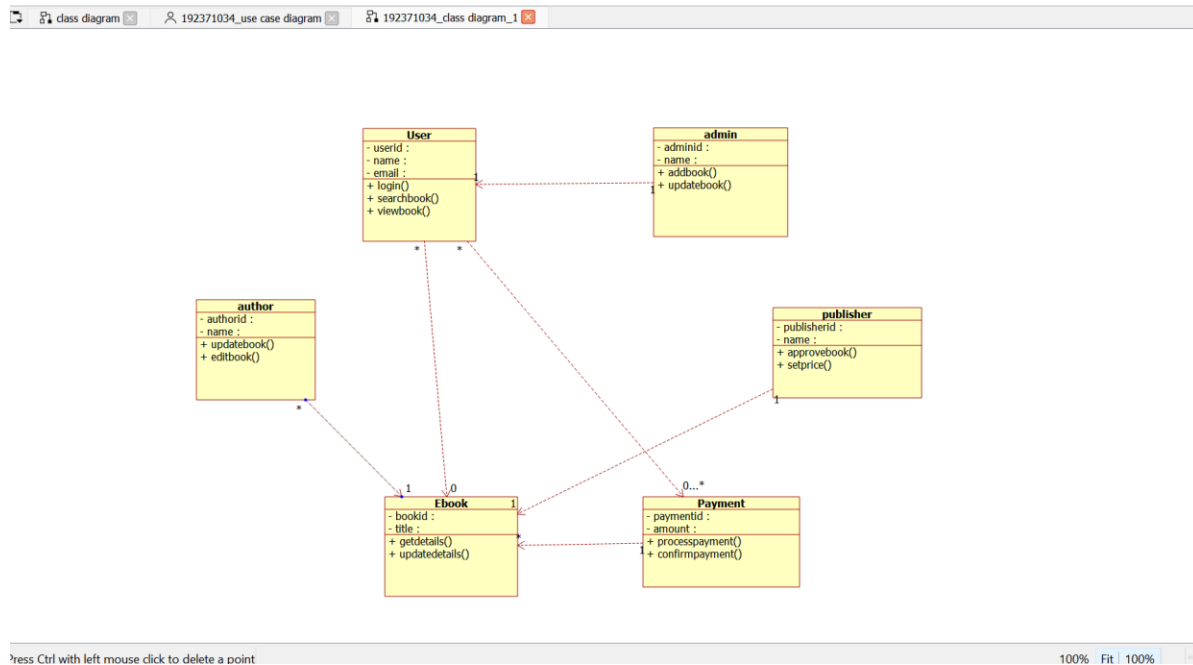 class diagram
192371034_use case diagram
192371034_class diagram_1
User
- userid :
- name :
- email :
+ login()
+ searchbook()
+ viewbook()
1
*
*
admin
- adminid :
- name :
+ addbook()
+ updatebook()
1
author
- authorid :
- name :
+ updatebook()
+ editbook()
*
publisher
- publisherid :
- name :
+ approvebook()
+ setprice()
1
1
.0
0...*
Ebook
1
- bookid :
- title :
+ getdetails()
+ updatedetails()
*
Payment
- paymentid :
- amount :
+ processpayment()
+ confirmpayment()
1
Press Ctrl with left mouse click to delete a point
100% Fit 100%